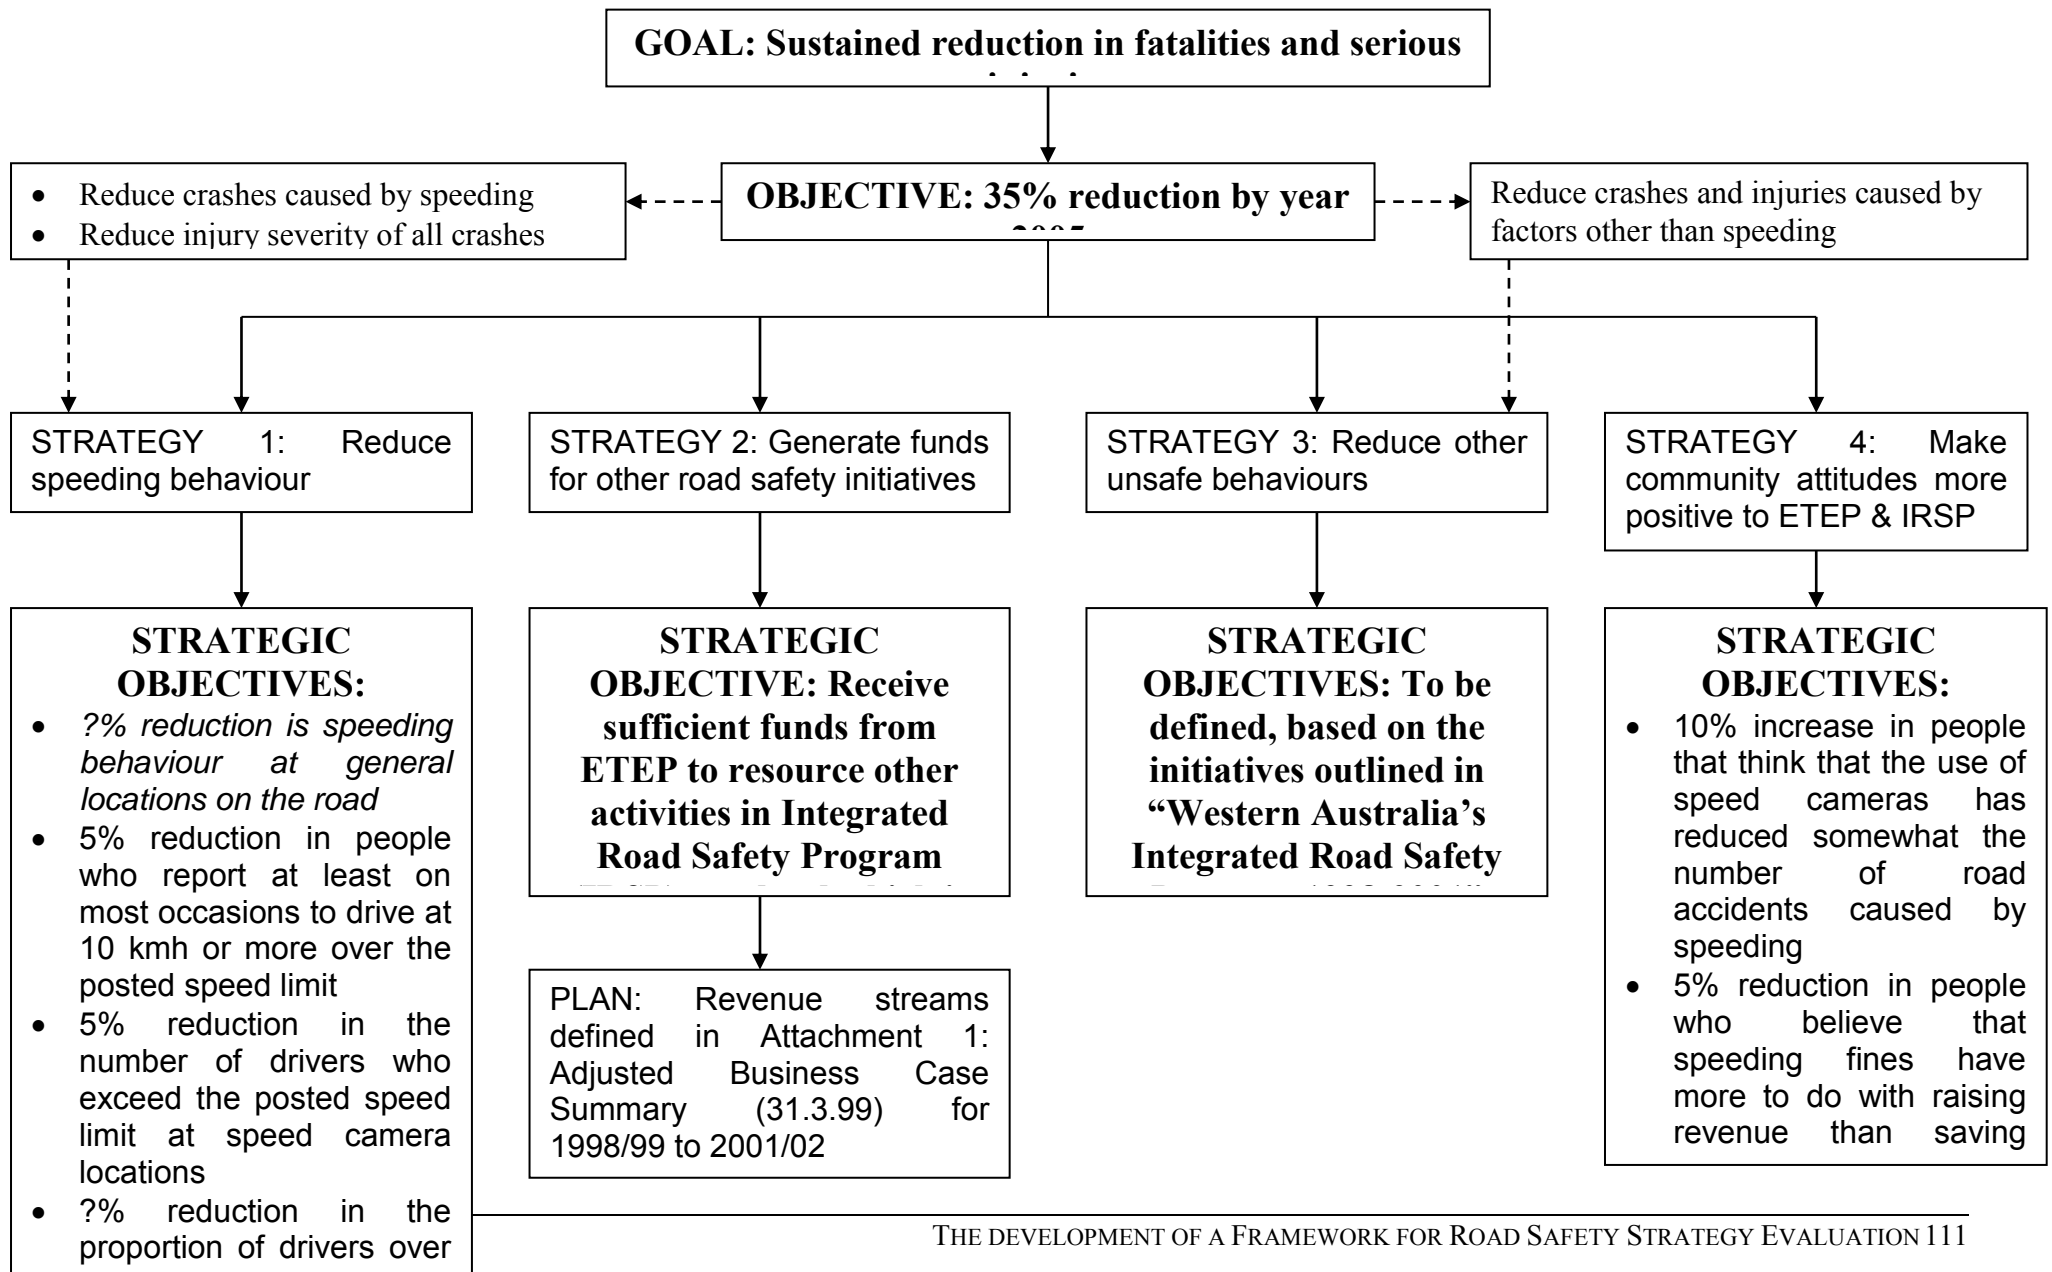 GOAL: Sustained reduction in fatalities and serious
• Reduce crashes caused by speeding
• Reduce injury severity of all crashes
OBJECTIVE: 35% reduction by year
Reduce crashes and injuries caused by
factors other than speeding
STRATEGY 1: Reduce
speeding behaviour
STRATEGY 2: Generate funds
for other road safety initiatives
STRATEGY 3: Reduce other
unsafe behaviours
STRATEGY 4: Make
community attitudes more
positive to ETEP & IRSP
STRATEGIC
OBJECTIVES:
• ?% reduction is speeding
behaviour at general
locations on the road
• 5% reduction in people
who report at least on
most occasions to drive at
10 kmh or more over the
posted speed limit
• 5% reduction in the
number of drivers who
exceed the posted speed
limit at speed camera
locations
• ?% reduction in the
proportion of drivers over
STRATEGIC
OBJECTIVE: Receive
sufficient funds from
ETEP to resource other
activities in Integrated
Road Safety Program
PLAN: Revenue streams
defined in Attachment 1:
Adjusted Business Case
Summary (31.3.99) for
1998/99 to 2001/02
STRATEGIC
OBJECTIVES: To be
defined, based on the
initiatives outlined in
“Western Australia’s
Integrated Road Safety
STRATEGIC
OBJECTIVES:
• 10% increase in people
that think that the use of
speed cameras has
reduced somewhat the
number of road
accidents caused by
speeding
• 5% reduction in people
who believe that
speeding fines have
more to do with raising
revenue than saving
THE DEVELOPMENT OF A FRAMEWORK FOR ROAD SAFETY STRATEGY EVALUATION 111